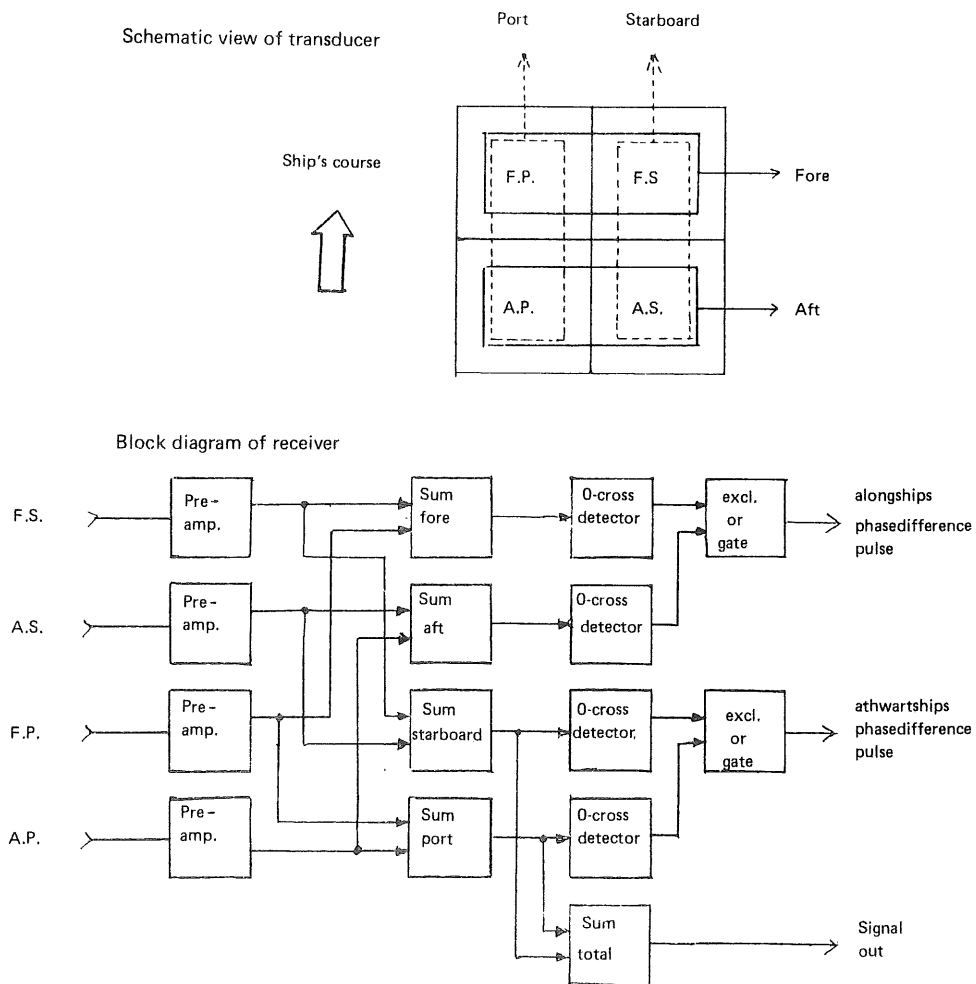 Schematic view of transducer
Port
Starboard
Ship's course
F.P.
F.S
Fore
A.P.
A.S.
Aft
Block diagram of receiver
F.S.
Pre-
amp.
Sum
fore
0-cross
detector
excl.
or
gate
alongships
phasedifference
pulse
A.S.
Pre-
amp.
Sum
aft
0-cross
detector
F.P.
Pre-
amp.
Sum
starboard
0-cross
detector.
excl.
or
gate
athwartships
phasedifference
pulse
A.P.
Pre-
amp.
Sum
port
0-cross
detector
Sum
total
Signal
out